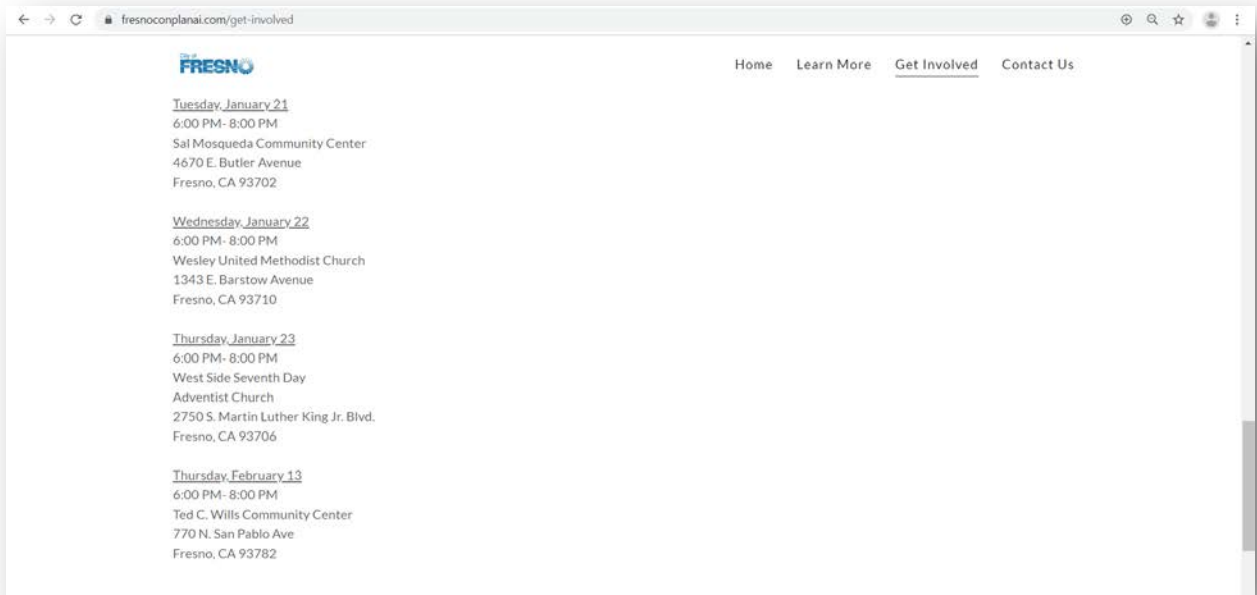 fresnoconplanai.com/get-involved
City of
FRESNO
Home Learn More Get Involved Contact Us
Tuesday, January 21
6:00 PM- 8:00 PM
Sal Mosqueda Community Center
4670 E. Butler Avenue
Fresno, CA 93702
Wednesday, January 22
6:00 PM- 8:00 PM
Wesley United Methodist Church
1343 E. Barstow Avenue
Fresno, CA 93710
Thursday, January 23
6:00 PM- 8:00 PM
West Side Seventh Day
Adventist Church
2750 S. Martin Luther King Jr. Blvd.
Fresno, CA 93706
Thursday, February 13
6:00 PM- 8:00 PM
Ted C. Wills Community Center
770 N. San Pablo Ave
Fresno, CA 93782